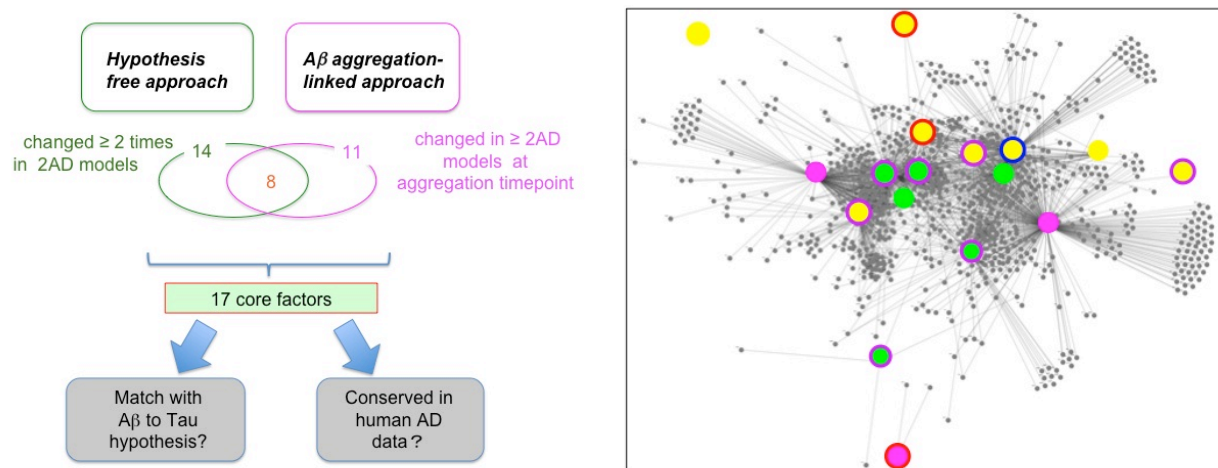 Hypothesis
free approach
Aβ aggregation-
linked approach
changed ≥ 2 times
in 2AD models
14
8
11
changed in ≥ 2AD
models at
aggregation timepoint
17 core factors
Match with
Aβ to Tau
hypothesis?
Conserved in
human AD
data ?